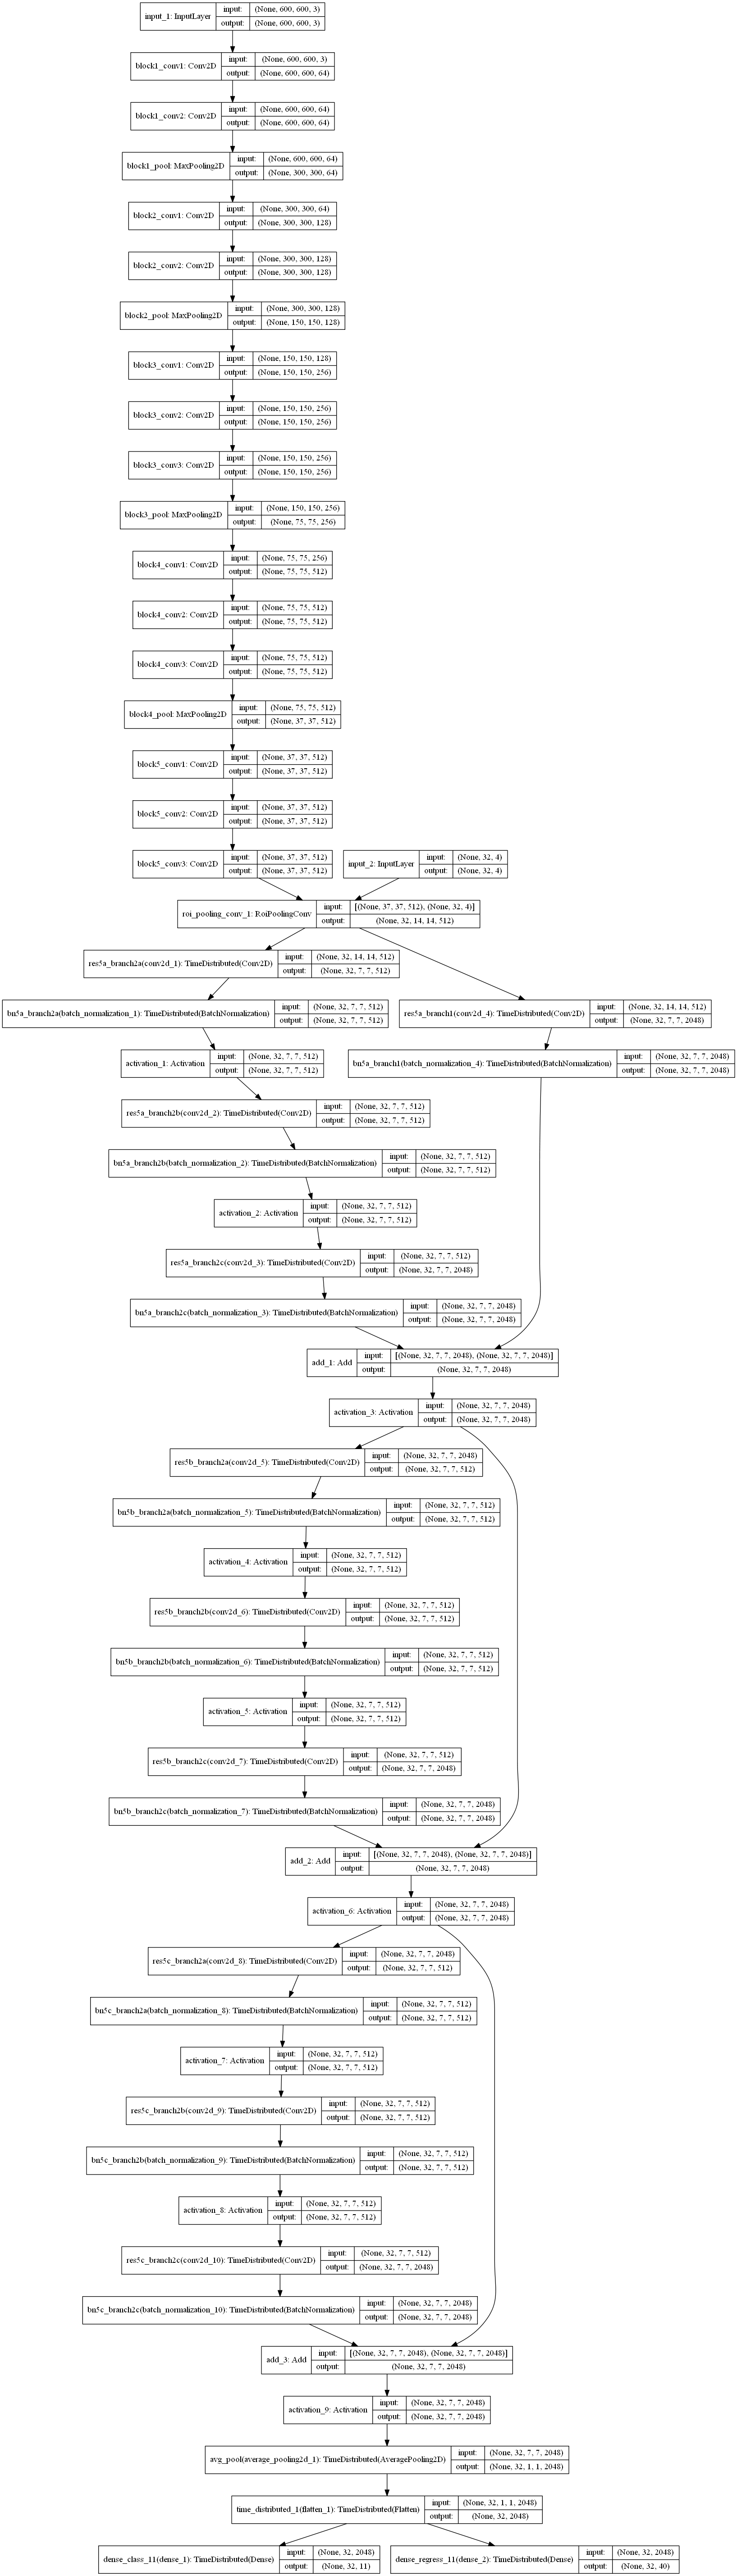 input_1: InputLayer input: (None, 600, 600, 3)
output: (None, 600, 600, 3)
block1_conv1: Conv2D input: (None, 600, 600, 3)
output: (None, 600, 600, 64)
block1_conv2: Conv2D input: (None, 600, 600, 64)
output: (None, 600, 600, 64)
block1_pool: MaxPooling2D input: (None, 600, 600, 64)
output: (None, 300, 300, 64)
block2_conv1: Conv2D input: (None, 300, 300, 64)
output: (None, 300, 300, 128)
block2_conv2: Conv2D input: (None, 300, 300, 128)
output: (None, 300, 300, 128)
block2_pool: MaxPooling2D input: (None, 300, 300, 128)
output: (None, 150, 150, 128)
block3_conv1: Conv2D input: (None, 150, 150, 128)
output: (None, 150, 150, 256)
block3_conv2: Conv2D input: (None, 150, 150, 256)
output: (None, 150, 150, 256)
block3_conv3: Conv2D input: (None, 150, 150, 256)
output: (None, 150, 150, 256)
block3_pool: MaxPooling2D input: (None, 150, 150, 256)
output: (None, 75, 75, 256)
block4_conv1: Conv2D input: (None, 75, 75, 256)
output: (None, 75, 75, 512)
block4_conv2: Conv2D input: (None, 75, 75, 512)
output: (None, 75, 75, 512)
block4_conv3: Conv2D input: (None, 75, 75, 512)
output: (None, 75, 75, 512)
block4_pool: MaxPooling2D input: (None, 75, 75, 512)
output: (None, 37, 37, 512)
block5_conv1: Conv2D input: (None, 37, 37, 512)
output: (None, 37, 37, 512)
block5_conv2: Conv2D input: (None, 37, 37, 512)
output: (None, 37, 37, 512)
block5_conv3: Conv2D input: (None, 37, 37, 512)
output: (None, 37, 37, 512)
input_2: InputLayer input: (None, 32, 4)
output: (None, 32, 4)
roi_pooling_conv_1: RoiPoolingConv input: [(None, 37, 37, 512), (None, 32, 4)]
output: (None, 32, 14, 14, 512)
res5a_branch2a(conv2d_1): TimeDistributed(Conv2D) input: (None, 32, 14, 14, 512)
output: (None, 32, 7, 7, 512)
bn5a_branch2a(batch_normalization_1): TimeDistributed(BatchNormalization) input: (None, 32, 7, 7, 512)
output: (None, 32, 7, 7, 512)
res5a_branch1(conv2d_4): TimeDistributed(Conv2D) input: (None, 32, 14, 14, 512)
output: (None, 32, 7, 7, 2048)
activation_1: Activation input: (None, 32, 7, 7, 512)
output: (None, 32, 7, 7, 512)
bn5a_branch1(batch_normalization_4): TimeDistributed(BatchNormalization) input: (None, 32, 7, 7, 2048)
output: (None, 32, 7, 7, 2048)
res5a_branch2b(conv2d_2): TimeDistributed(Conv2D) input: (None, 32, 7, 7, 512)
output: (None, 32, 7, 7, 512)
bn5a_branch2b(batch_normalization_2): TimeDistributed(BatchNormalization) input: (None, 32, 7, 7, 512)
output: (None, 32, 7, 7, 512)
activation_2: Activation input: (None, 32, 7, 7, 512)
output: (None, 32, 7, 7, 512)
res5a_branch2c(conv2d_3): TimeDistributed(Conv2D) input: (None, 32, 7, 7, 512)
output: (None, 32, 7, 7, 2048)
bn5a_branch2c(batch_normalization_3): TimeDistributed(BatchNormalization) input: (None, 32, 7, 7, 2048)
output: (None, 32, 7, 7, 2048)
add_1: Add input: [(None, 32, 7, 7, 2048), (None, 32, 7, 7, 2048)]
output: (None, 32, 7, 7, 2048)
activation_3: Activation input: (None, 32, 7, 7, 2048)
output: (None, 32, 7, 7, 2048)
res5b_branch2a(conv2d_5): TimeDistributed(Conv2D) input: (None, 32, 7, 7, 2048)
output: (None, 32, 7, 7, 512)
bn5b_branch2a(batch_normalization_5): TimeDistributed(BatchNormalization) input: (None, 32, 7, 7, 512)
output: (None, 32, 7, 7, 512)
activation_4: Activation input: (None, 32, 7, 7, 512)
output: (None, 32, 7, 7, 512)
res5b_branch2b(conv2d_6): TimeDistributed(Conv2D) input: (None, 32, 7, 7, 512)
output: (None, 32, 7, 7, 512)
bn5b_branch2b(batch_normalization_6): TimeDistributed(BatchNormalization) input: (None, 32, 7, 7, 512)
output: (None, 32, 7, 7, 512)
activation_5: Activation input: (None, 32, 7, 7, 512)
output: (None, 32, 7, 7, 512)
res5b_branch2c(conv2d_7): TimeDistributed(Conv2D) input: (None, 32, 7, 7, 512)
output: (None, 32, 7, 7, 2048)
bn5b_branch2c(batch_normalization_7): TimeDistributed(BatchNormalization) input: (None, 32, 7, 7, 2048)
output: (None, 32, 7, 7, 2048)
add_2: Add input: [(None, 32, 7, 7, 2048), (None, 32, 7, 7, 2048)]
output: (None, 32, 7, 7, 2048)
activation_6: Activation input: (None, 32, 7, 7, 2048)
output: (None, 32, 7, 7, 2048)
res5c_branch2a(conv2d_8): TimeDistributed(Conv2D) input: (None, 32, 7, 7, 2048)
output: (None, 32, 7, 7, 512)
bn5c_branch2a(batch_normalization_8): TimeDistributed(BatchNormalization) input: (None, 32, 7, 7, 512)
output: (None, 32, 7, 7, 512)
activation_7: Activation input: (None, 32, 7, 7, 512)
output: (None, 32, 7, 7, 512)
res5c_branch2b(conv2d_9): TimeDistributed(Conv2D) input: (None, 32, 7, 7, 512)
output: (None, 32, 7, 7, 512)
bn5c_branch2b(batch_normalization_9): TimeDistributed(BatchNormalization) input: (None, 32, 7, 7, 512)
output: (None, 32, 7, 7, 512)
activation_8: Activation input: (None, 32, 7, 7, 512)
output: (None, 32, 7, 7, 512)
res5c_branch2c(conv2d_10): TimeDistributed(Conv2D) input: (None, 32, 7, 7, 512)
output: (None, 32, 7, 7, 2048)
bn5c_branch2c(batch_normalization_10): TimeDistributed(BatchNormalization) input: (None, 32, 7, 7, 2048)
output: (None, 32, 7, 7, 2048)
add_3: Add input: [(None, 32, 7, 7, 2048), (None, 32, 7, 7, 2048)]
output: (None, 32, 7, 7, 2048)
activation_9: Activation input: (None, 32, 7, 7, 2048)
output: (None, 32, 7, 7, 2048)
avg_pool(average_pooling2d_1): TimeDistributed(AveragePooling2D) input: (None, 32, 7, 7, 2048)
output: (None, 32, 1, 1, 2048)
time_distributed_1(flatten_1): TimeDistributed(Flatten) input: (None, 32, 1, 1, 2048)
output: (None, 32, 2048)
dense_class_11(dense_1): TimeDistributed(Dense) input: (None, 32, 2048)
output: (None, 32, 11)
dense_regress_11(dense_2): TimeDistributed(Dense) input: (None, 32, 2048)
output: (None, 32, 40)